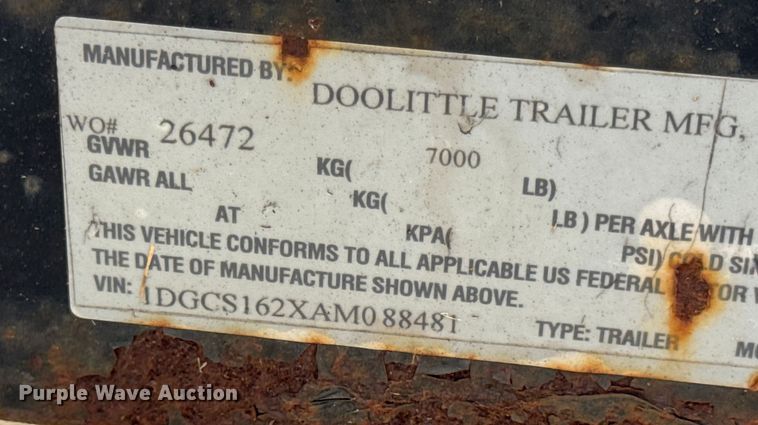 MANUFACTURED BY:
DOOLITTLE TRAILER MFG,
WO# 26472
GVWR KG( 7000 LB)
GAWR ALL KG( LB) PER AXLE WITH
AT KPA( PSI) COLD
THIS VEHICLE CONFORMS TO ALL APPLICABLE US FEDERAL
THE DATE OF MANUFACTURE SHOWN ABOVE.
VIN: 1DGCS162XAM088481 TYPE: TRAILER
Purple Wave Auction